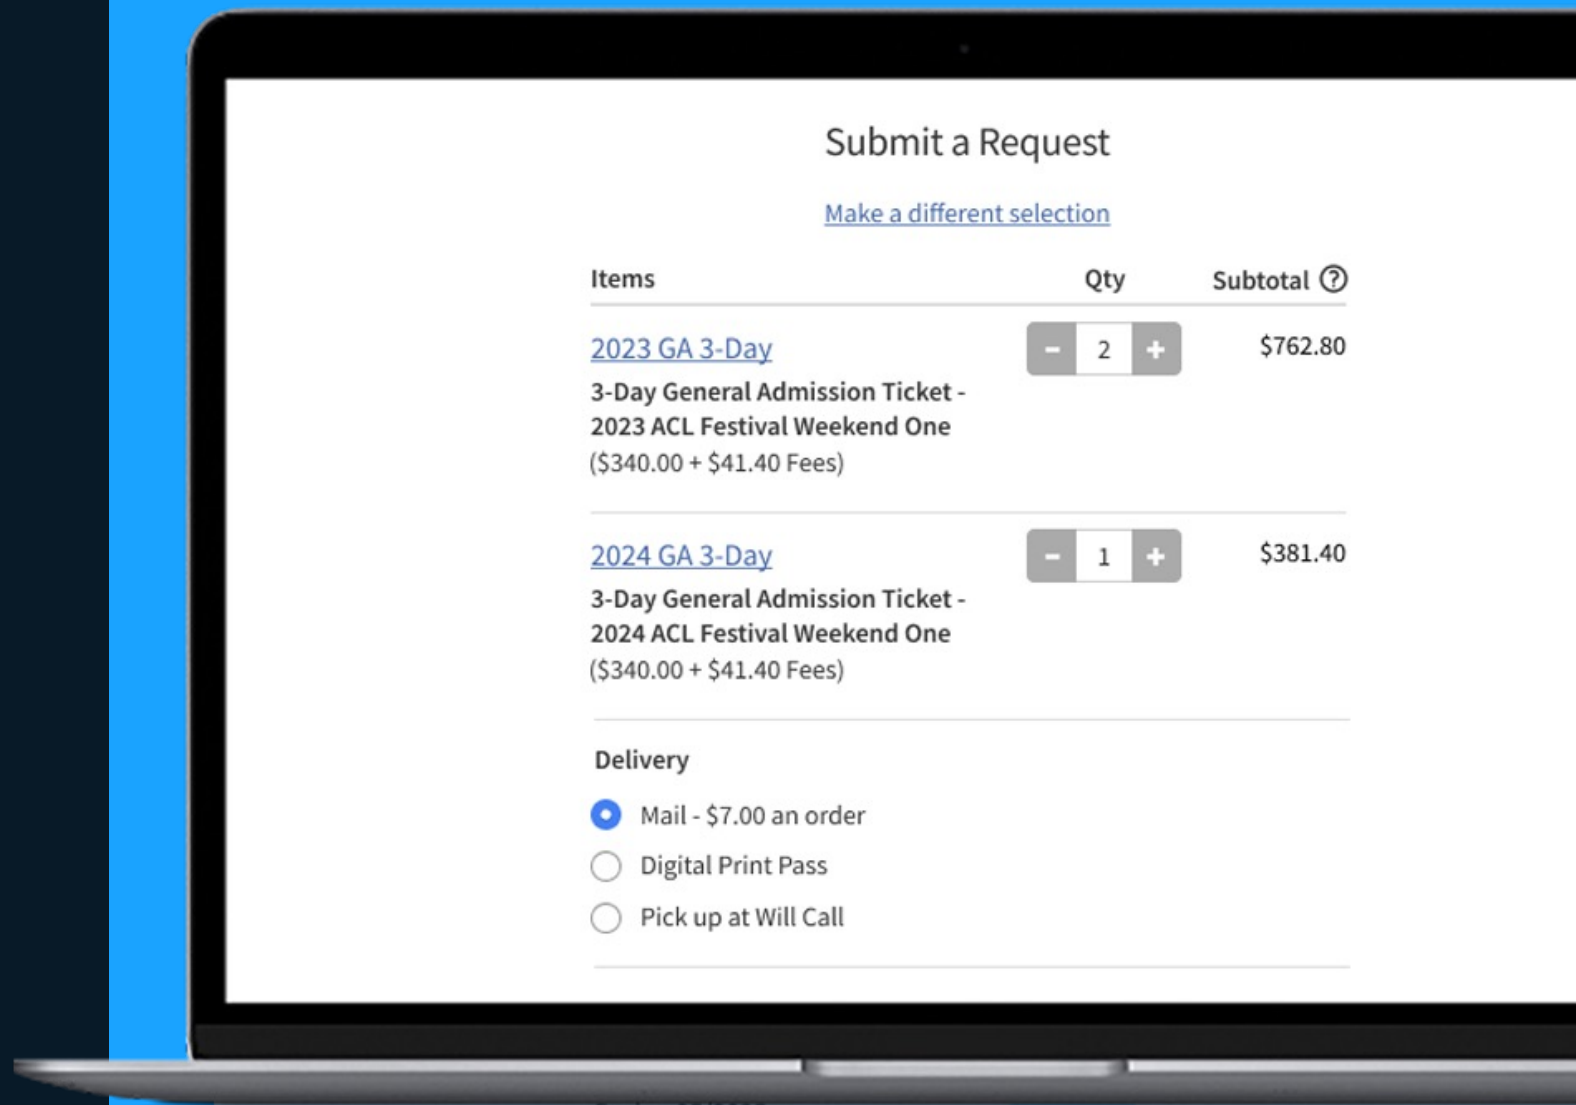 Submit a Request
Make a different selection
Items Qty Subtotal ?
2023 GA 3-Day − 2 + $762.80
3-Day General Admission Ticket -
2023 ACL Festival Weekend One
($340.00 + $41.40 Fees)
2024 GA 3-Day − 1 + $381.40
3-Day General Admission Ticket -
2024 ACL Festival Weekend One
($340.00 + $41.40 Fees)
Delivery
Mail - $7.00 an order
Digital Print Pass
Pick up at Will Call